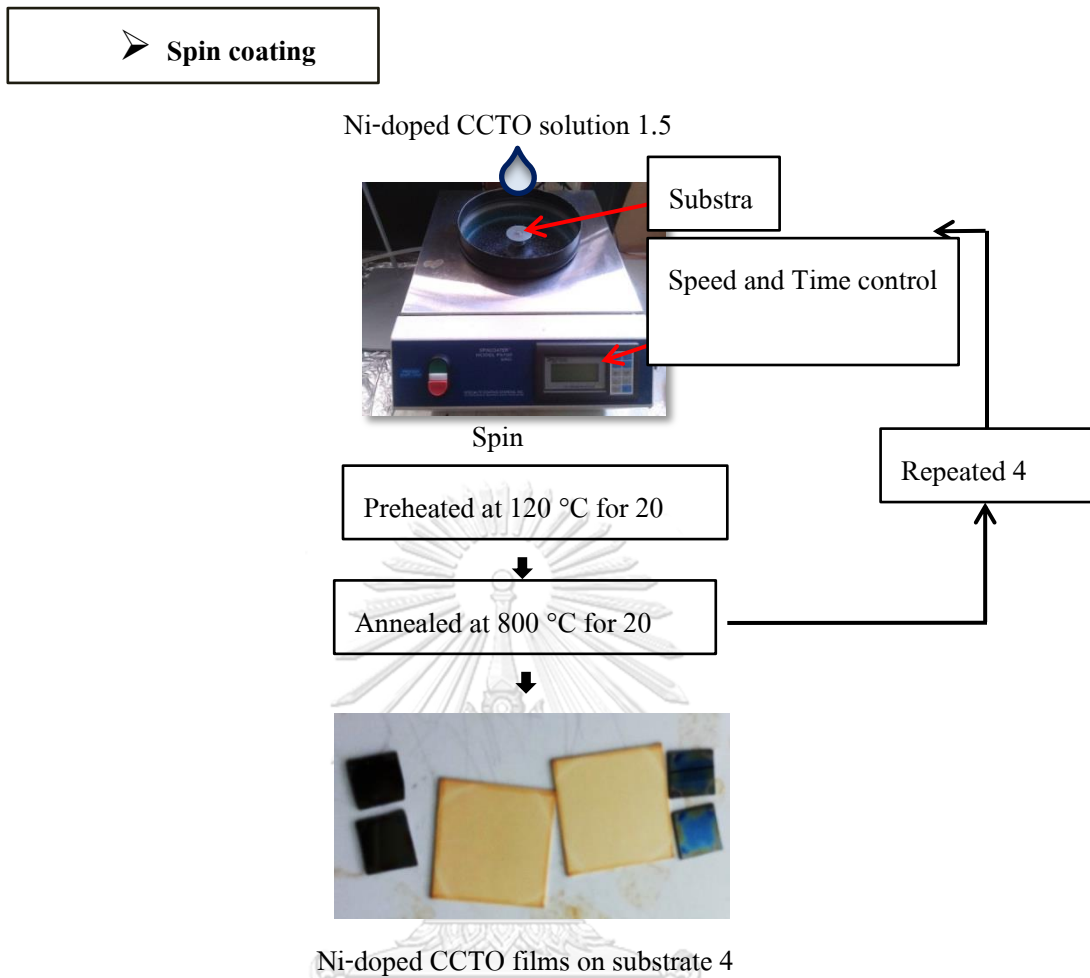 ➢ Spin coating
Ni-doped CCTO solution 1.5
Substra
Speed and Time control
Spin
Preheated at 120 °C for 20
Repeated 4
Annealed at 800 °C for 20
Ni-doped CCTO films on substrate 4